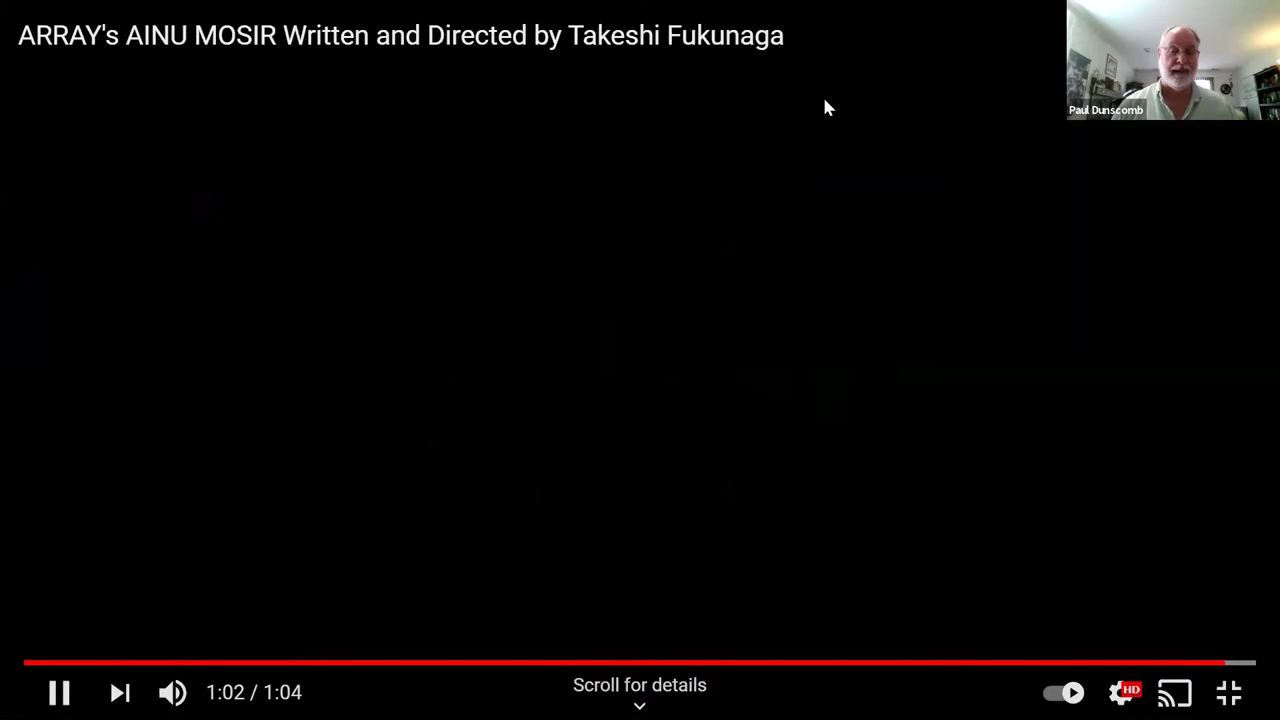 ARRAY's AINU MOSIR Written and Directed by Takeshi Fukunaga
Paul Dunscomb
Scroll for details
1:02 / 1:04
HD